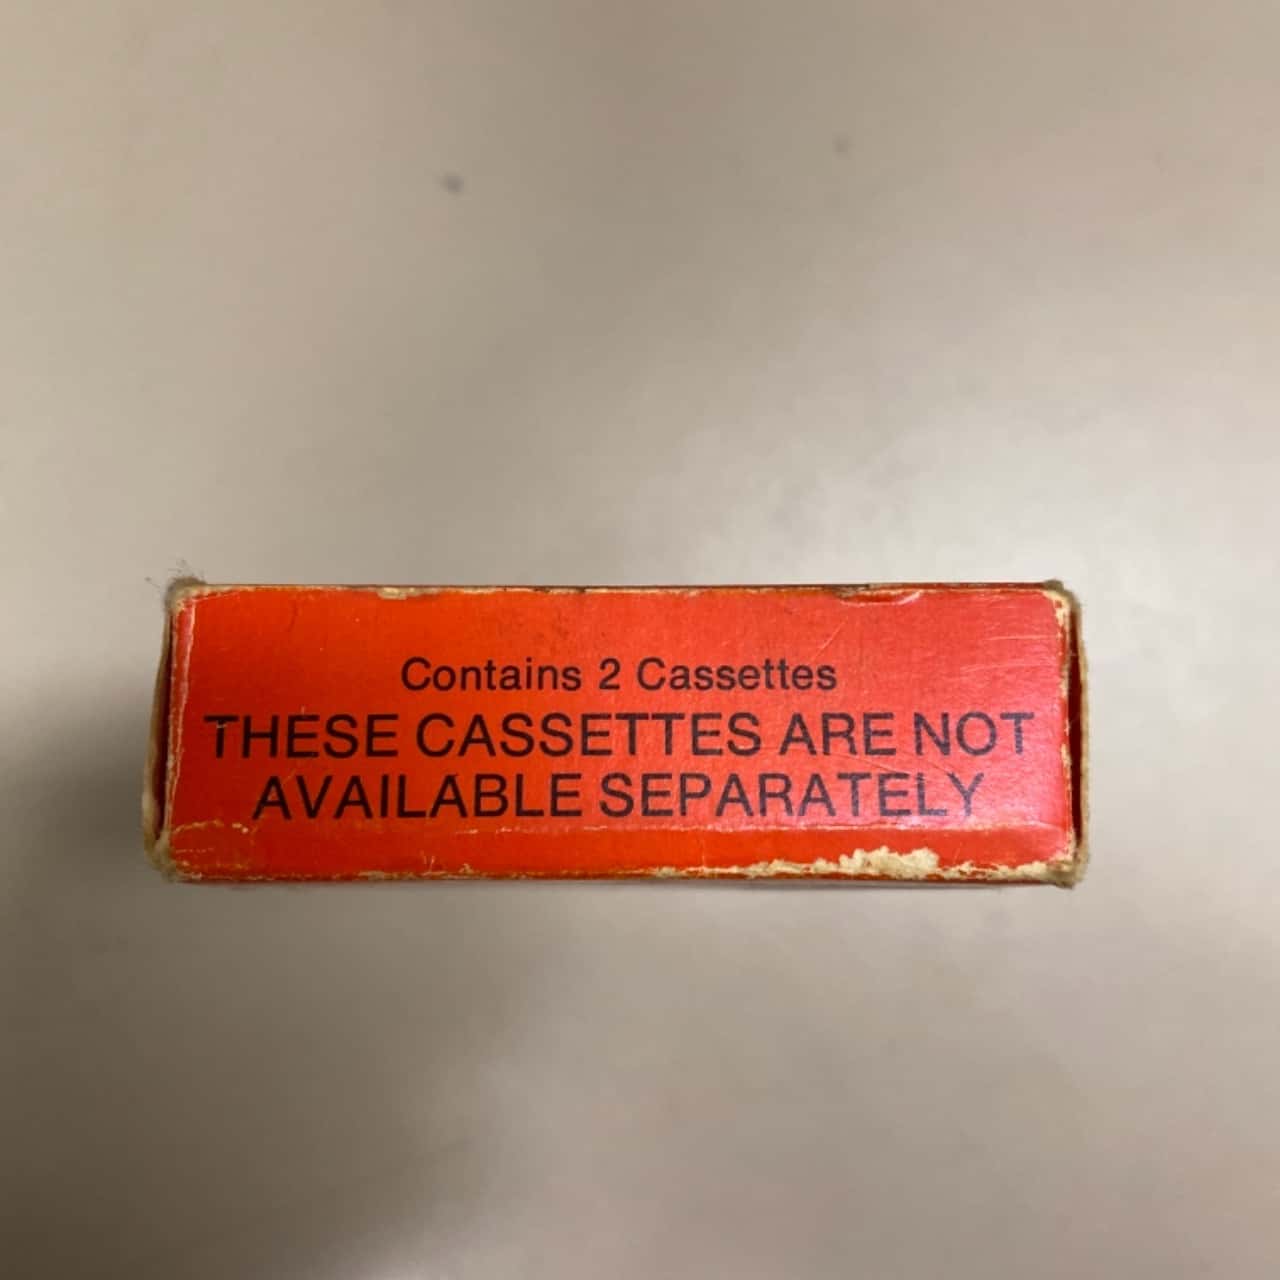 Contains 2 Cassettes
THESE CASSETTES ARE NOT
AVAILABLE SEPARATELY